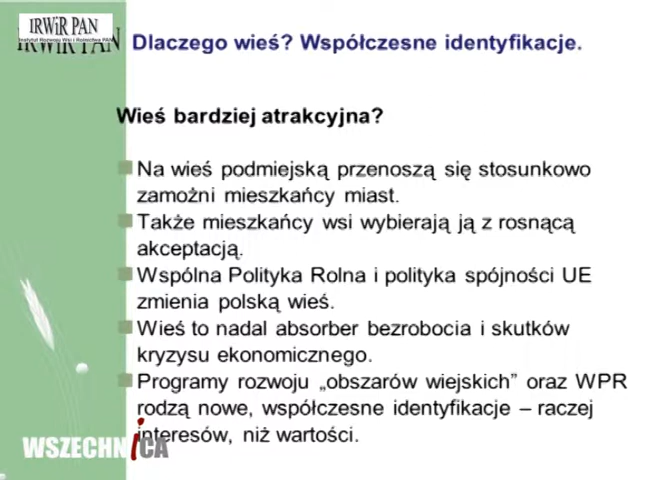 IRWiR PAN
Instytut Rozwoju Wsi i Rolnictwa PAN
IRWiR PAN
Dlaczego wieś? Współczesne identyfikacje.
Wieś bardziej atrakcyjna?
Na wieś podmiejską przenoszą się stosunkowo
zamożni mieszkańcy miast.
Także mieszkańcy wsi wybierają ją z rosnącą
akceptacją.
Wspólna Polityka Rolna i polityka spójności UE
zmienia polską wieś.
Wieś to nadal absorber bezrobocia i skutków
kryzysu ekonomicznego.
Programy rozwoju „obszarów wiejskich” oraz WPR
rodzą nowe, współczesne identyfikacje – raczej
interesów, niż wartości.
WSZECHNICA